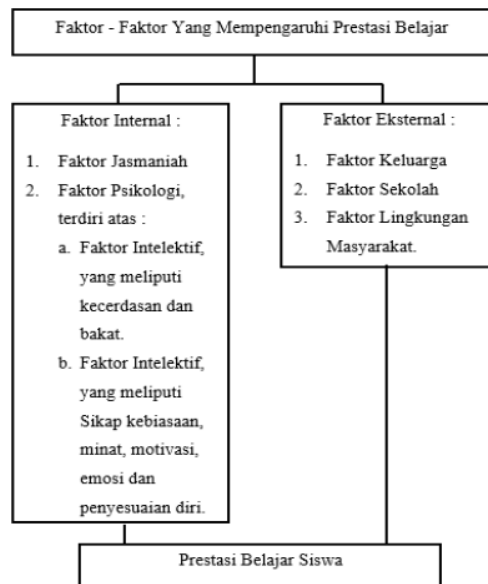 Faktor - Faktor Yang Mempengaruhi Prestasi Belajar
Faktor Internal :
1. Faktor Jasmaniah
2. Faktor Psikologi,
terdiri atas :
a. Faktor Intelektif,
yang meliputi
kecerdasan dan
bakat.
b. Faktor Intelektif,
yang meliputi
Sikap kebiasaan,
minat, motivasi,
emosi dan
penyesuaian diri.
Faktor Eksternal :
1. Faktor Keluarga
2. Faktor Sekolah
3. Faktor Lingkungan
Masyarakat.
Prestasi Belajar Siswa